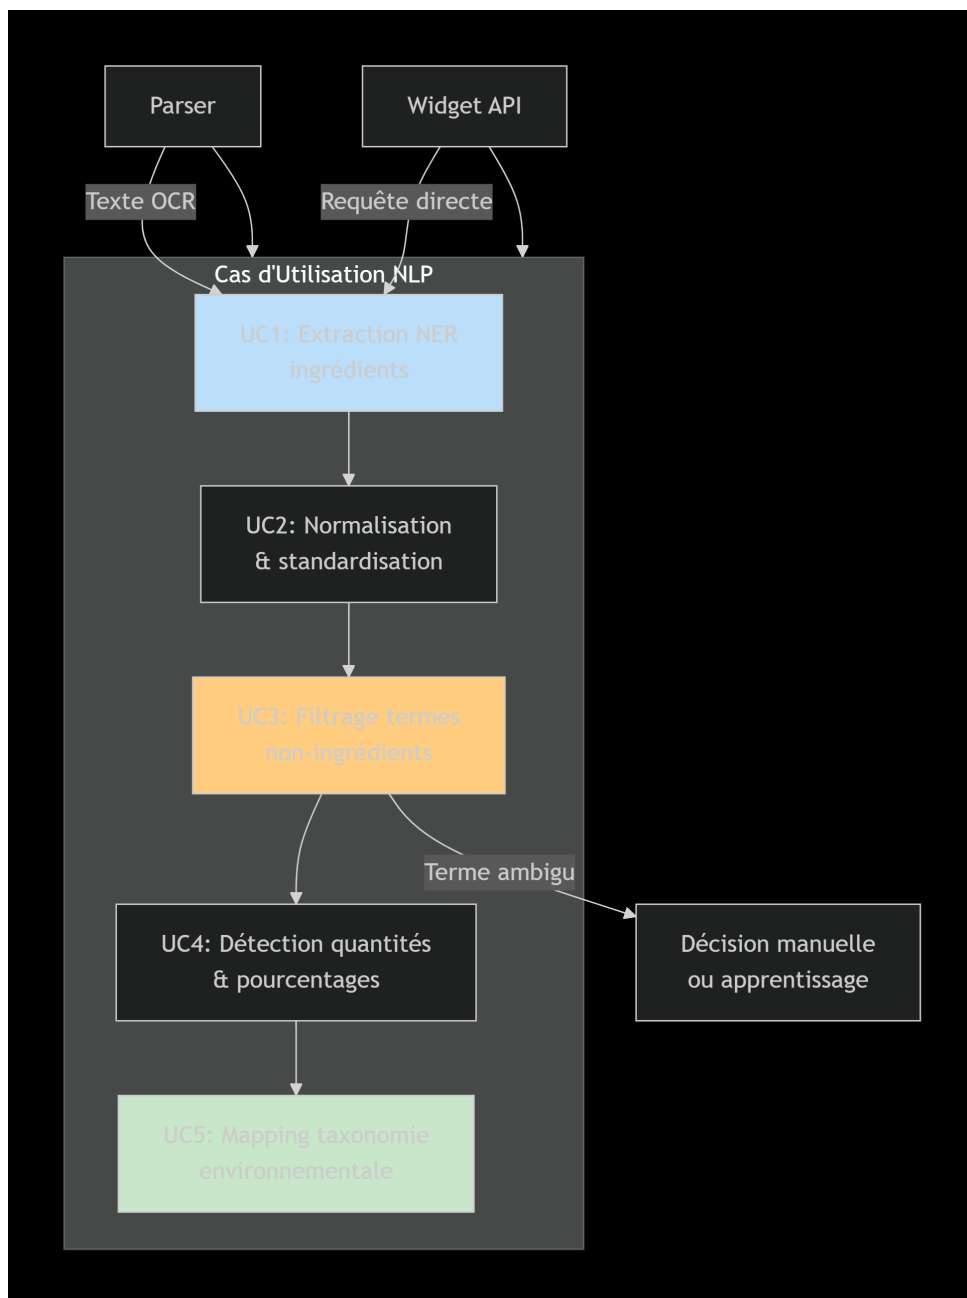 Parser
Widget API
Texte OCR
Requête directe
Cas d'Utilisation NLP
UC1: Extraction NER
ingrédients
UC2: Normalisation
& standardisation
UC3: Filtrage termes
non-ingrédients
Terme ambigu
UC4: Détection quantités
& pourcentages
Décision manuelle
ou apprentissage
UC5: Mapping taxonomie
environnementale